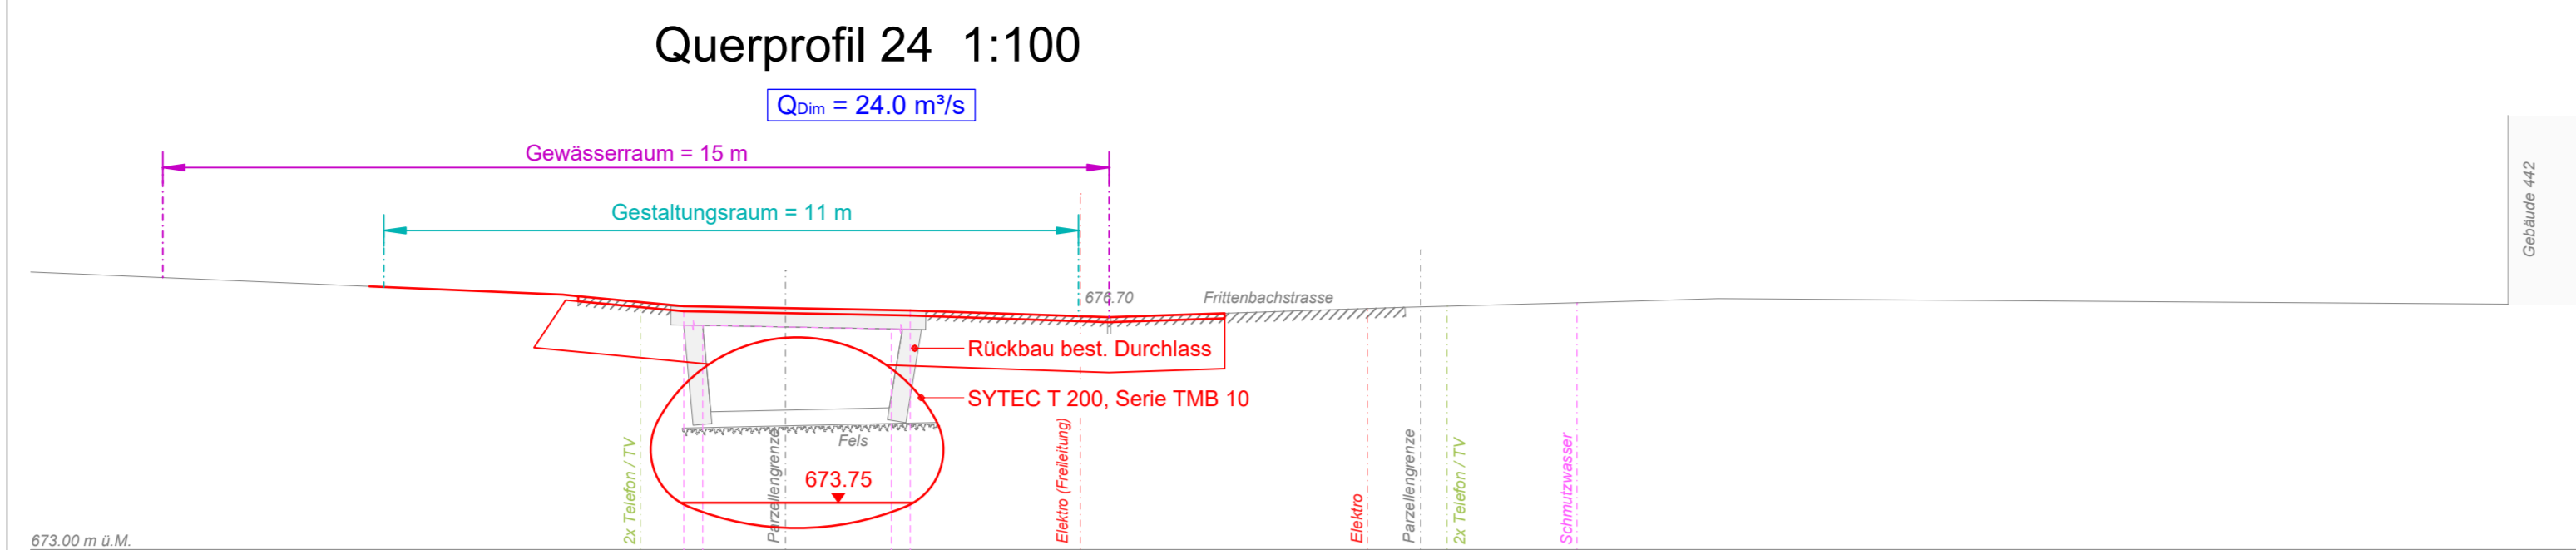 Querprofil 24 1:100
QDim = 24.0 m³/s
Gewässerraum = 15 m
Gestaltungsraum = 11 m
Gebäude 442
676.70
Frittenbachstrasse
Rückbau best. Durchlass
SYTEC T 200, Serie TMB 10
Fels
673.75
2x Telefon / TV
Parzellengrenze
Elektro (Freileitung)
Elektro
Parzellengrenze
2x Telefon / TV
Schmutzwasser
673.00 m ü.M.